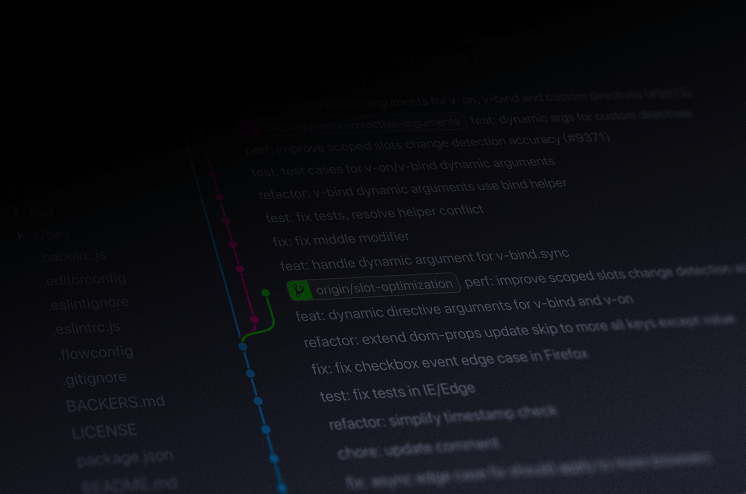 arguments for v-on, v-bind and custom directives
origin/dynamic-directive-arguments feat: dynamic args for custom directives
perf: improve scoped slots change detection accuracy (#9371)
test: test cases for v-on/v-bind dynamic arguments
refactor: v-bind dynamic arguments use bind helper
test: fix tests, resolve helper conflict
fix: fix middle modifier
feat: handle dynamic argument for v-bind.sync
origin/slot-optimization perf: improve scoped slots change detection
feat: dynamic directive arguments for v-bind and v-on
refactor: extend dom-props update skip to more all keys except value
fix: fix checkbox event edge case in Firefox
test: fix tests in IE/Edge
refactor: simplify timestamp check
chore: update comment
fix: async edge case fix should apply to more browsers
types
.babelrc.js
.editorconfig
.eslintignore
.eslintrc.js
.flowconfig
.gitignore
BACKERS.md
LICENSE
package.json
README.md